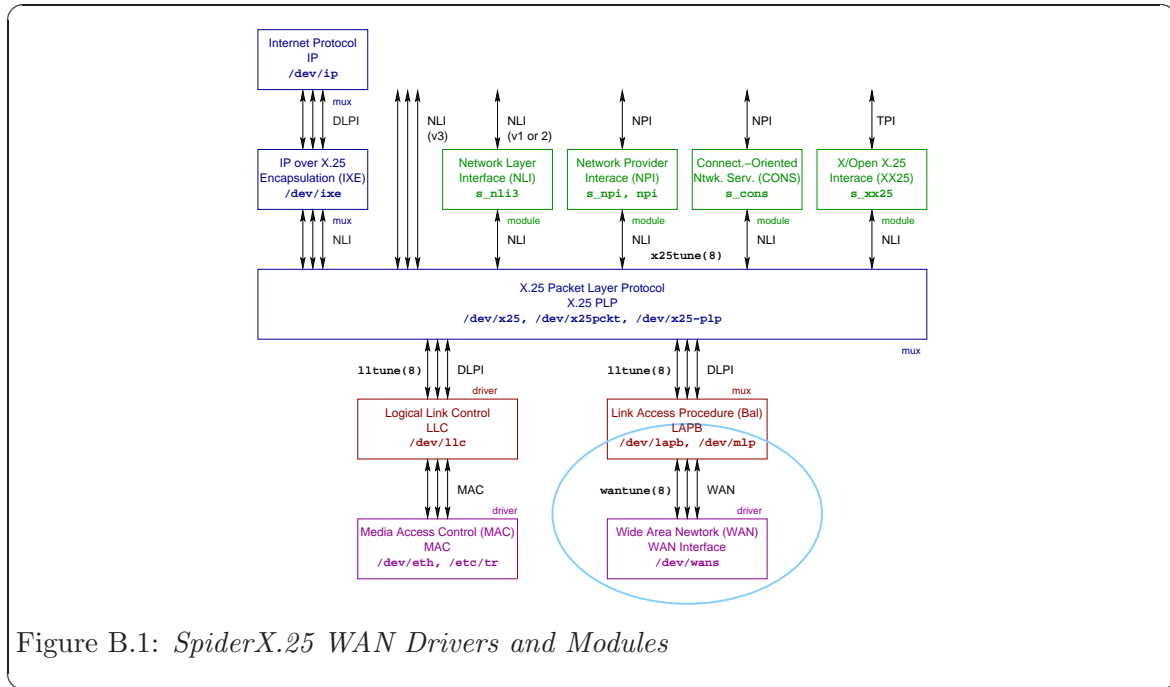 Internet Protocol
IP
/dev/ip
mux
DLPI
NLI
(v3)
NLI
(v1 or 2)
NPI
NPI
TPI
IP over X.25
Encapsulation (IXE)
/dev/ixe
Network Layer
Interface (NLI)
s_nli3
Network Provider
Interace (NPI)
s_npi, npi
Connect.-Oriented
Ntwk. Serv. (CONS)
s_cons
X/Open X.25
Interace (XX25)
s_xx25
mux
module
module
module
module
NLI
NLI
NLI
NLI
NLI
x25tune(8)
X.25 Packet Layer Protocol
X.25 PLP
/dev/x25, /dev/x25pckt, /dev/x25-plp
mux
lltune(8)
DLPI
lltune(8)
DLPI
driver
mux
Logical Link Control
LLC
/dev/llc
Link Access Procedure (Bal)
LAPB
/dev/lapb, /dev/mlp
MAC
wantune(8)
WAN
driver
driver
Media Access Control (MAC)
MAC
/dev/eth, /etc/tr
Wide Area Newtork (WAN)
WAN Interface
/dev/wans
Figure B.1: SpiderX.25 WAN Drivers and Modules